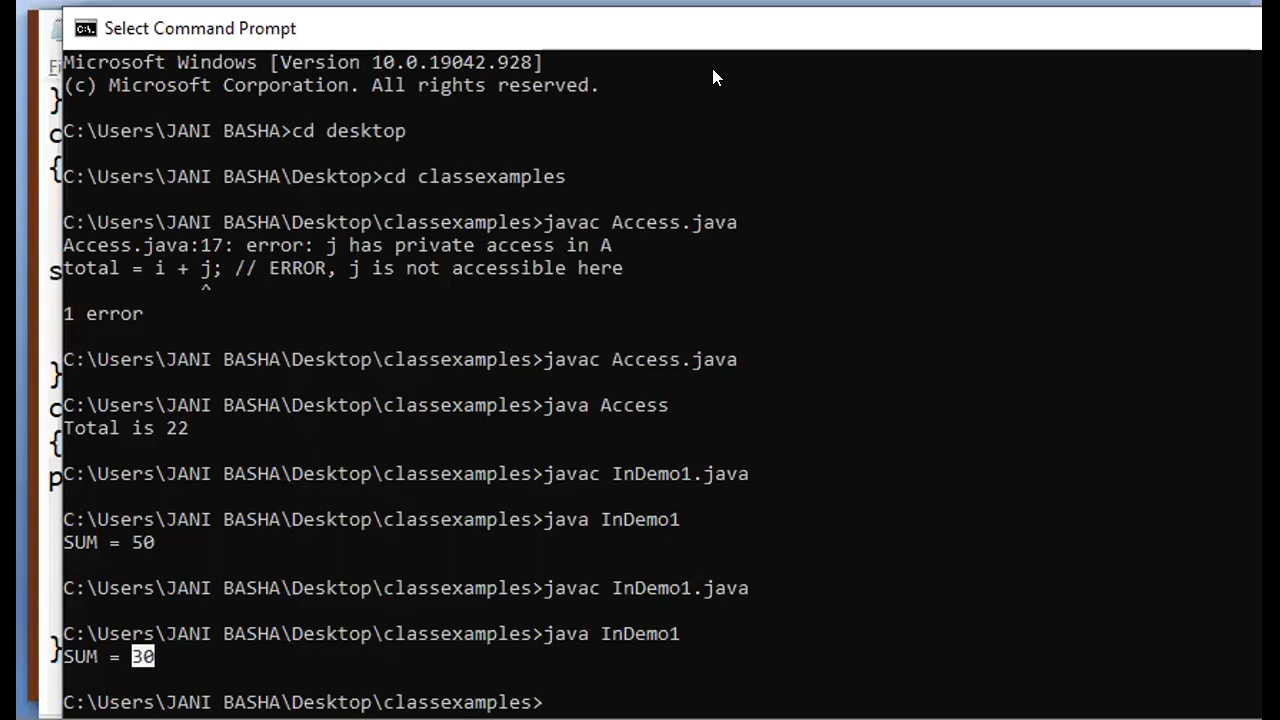 Select Command Prompt
Microsoft Windows [Version 10.0.19042.928]
(c) Microsoft Corporation. All rights reserved.
C:\Users\JANI BASHA>cd desktop
C:\Users\JANI BASHA\Desktop>cd classexamples
C:\Users\JANI BASHA\Desktop\classexamples>javac Access.java
Access.java:17: error: j has private access in A
total = i + j; // ERROR, j is not accessible here
^
1 error
C:\Users\JANI BASHA\Desktop\classexamples>javac Access.java
C:\Users\JANI BASHA\Desktop\classexamples>java Access
Total is 22
C:\Users\JANI BASHA\Desktop\classexamples>javac InDemo1.java
C:\Users\JANI BASHA\Desktop\classexamples>java InDemo1
SUM = 50
C:\Users\JANI BASHA\Desktop\classexamples>javac InDemo1.java
C:\Users\JANI BASHA\Desktop\classexamples>java InDemo1
SUM = 30
C:\Users\JANI BASHA\Desktop\classexamples>